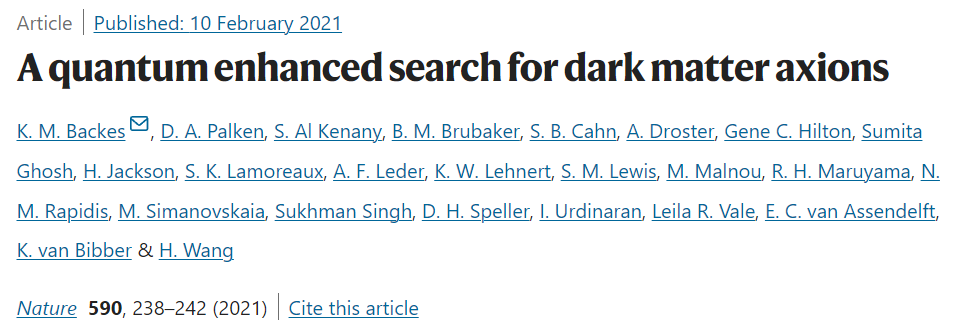 Article | Published: 10 February 2021
A quantum enhanced search for dark matter axions
K. M. Backes, D. A. Palken, S. Al Kenany, B. M. Brubaker, S. B. Cahn, A. Droster, Gene C. Hilton, Sumita
Ghosh, H. Jackson, S. K. Lamoreaux, A. F. Leder, K. W. Lehnert, S. M. Lewis, M. Malnou, R. H. Maruyama, N.
M. Rapidis, M. Simanovskaia, Sukhman Singh, D. H. Speller, I. Urdinaran, Leila R. Vale, E. C. van Assendelft,
K. van Bibber & H. Wang
Nature 590, 238–242 (2021) | Cite this article